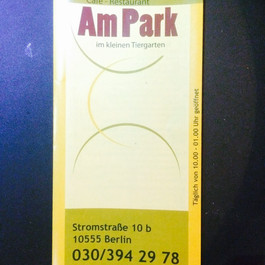 Café - Restaurant
Am Park
im kleinen Tiergarten
Täglich von 10.00 - 01.00 Uhr geöffnet
Stromstraße 10 b
10555 Berlin
030/394 29 78